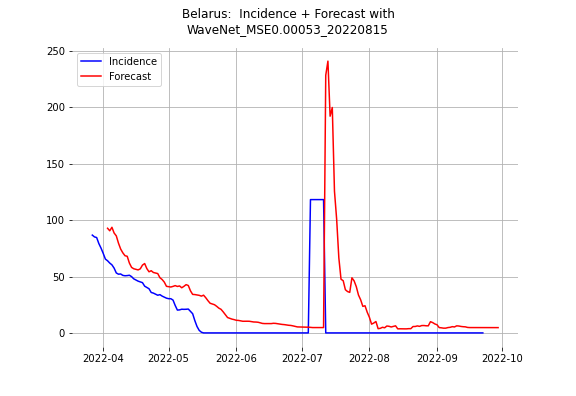 Belarus:  Incidence + Forecast with
WaveNet_MSE0.00053_20220815
250
200
150
100
50
0
Incidence
Forecast
2022-04 2022-05 2022-06 2022-07 2022-08 2022-09 2022-10